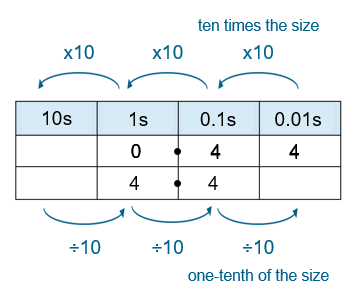 ten times the size
x10 x10 x10
10s 1s 0.1s 0.01s
0 • 4 4
4 • 4
÷10 ÷10 ÷10
one-tenth of the size